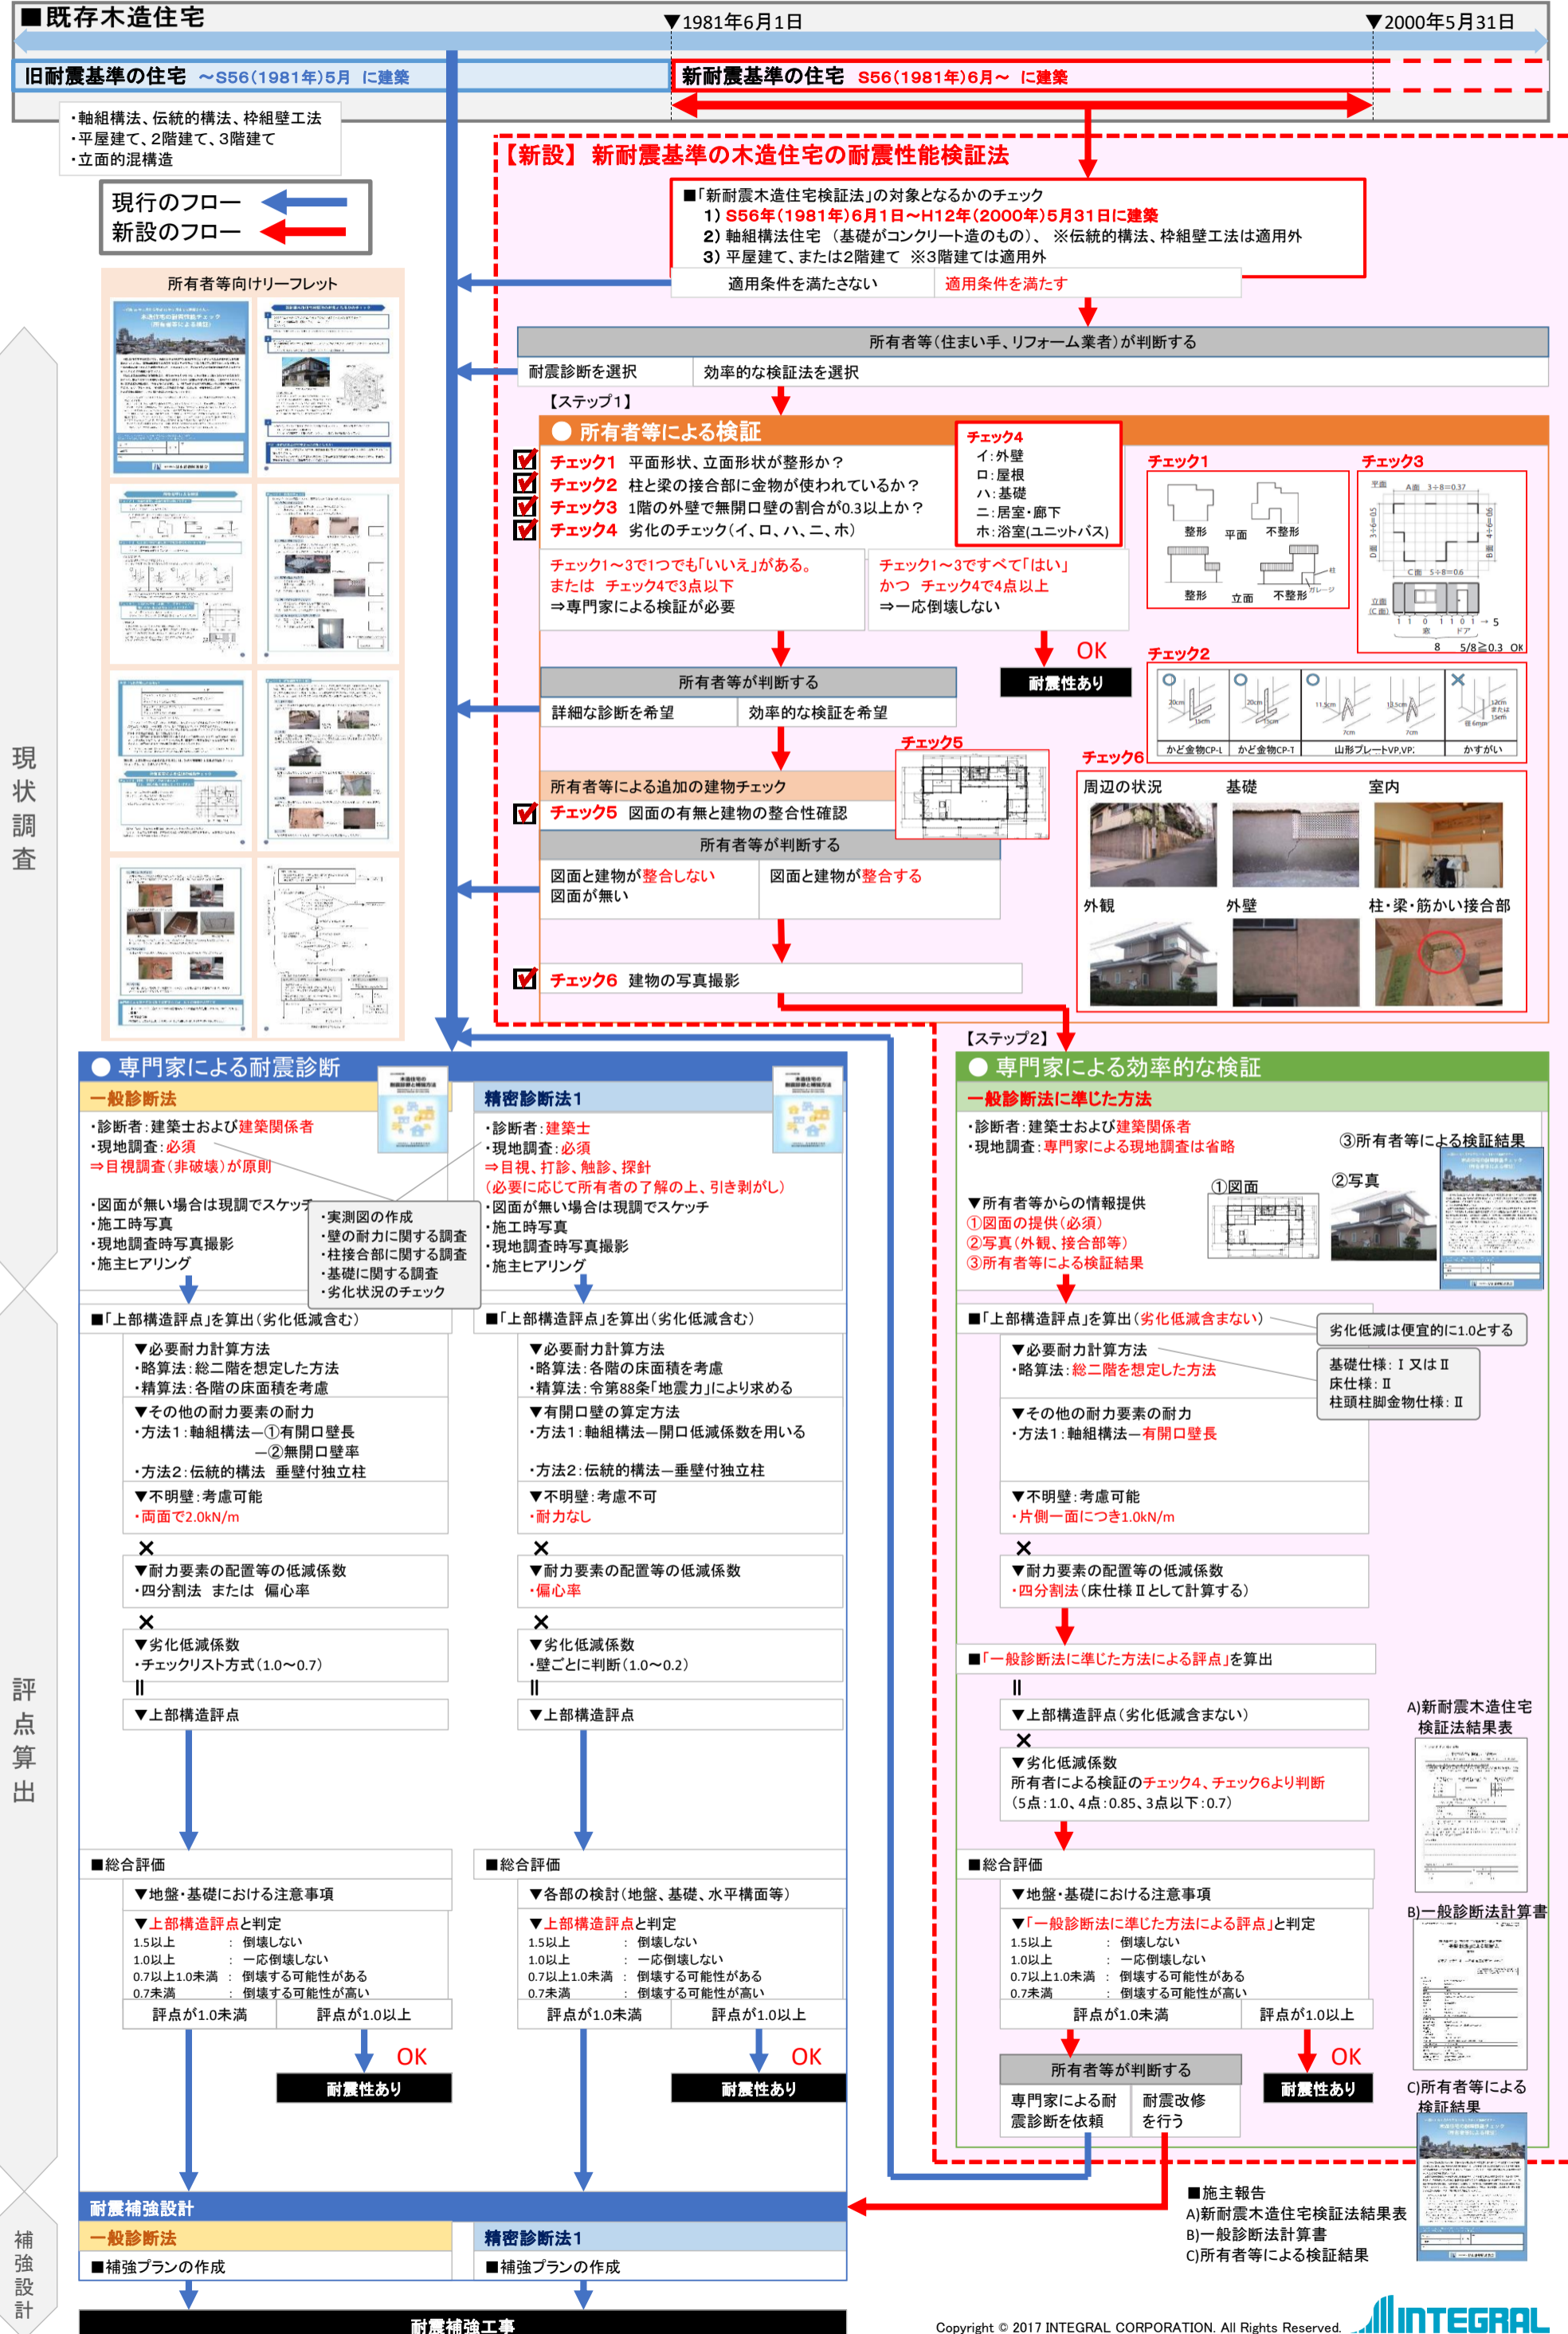 ■既存木造住宅
▼1981年6月1日
▼2000年5月31日
旧耐震基準の住宅 ～S56(1981年)5月 に建築
新耐震基準の住宅 S56(1981年)6月～ に建築
・軸組構法、伝統的構法、枠組壁工法
・平屋建て、2階建て、3階建て
・立面的混構造
現行のフロー
新設のフロー
【新設】 新耐震基準の木造住宅の耐震性能検証法
■「新耐震木造住宅検証法」の対象となるかのチェック
1) S56年(1981年)6月1日～H12年(2000年)5月31日に建築
2) 軸組構法住宅 (基礎がコンクリート造のもの)、 ※伝統的構法、枠組壁工法は適用外
3) 平屋建て、または2階建て ※3階建ては適用外
適用条件を満たさない
適用条件を満たす
所有者等(住まい手、リフォーム業者)が判断する
耐震診断を選択
効率的な検証法を選択
所有者等向けリーフレット
【ステップ1】
● 所有者等による検証
チェック1 平面形状、立面形状が整形か?
チェック2 柱と梁の接合部に金物が使われているか?
チェック3 1階の外壁で無開口壁の割合が0.3以上か?
チェック4 劣化のチェック(イ、ロ、ハ、ニ、ホ)
チェック4
イ:外壁
ロ:屋根
ハ:基礎
ニ:居室・廊下
ホ:浴室(ユニットバス)
チェック1
整形 平面 不整形
柱
ガレージ
整形 立面 不整形
チェック3
平面
A面 3÷8=0.37
D面 3÷6=0.5
B面 4÷6=0.6
C面 5÷8=0.6
立面
(C面)
1 1 0 1 1 0 1 → 5
窓 ドア
8 5/8≧0.3 OK
チェック1～3で1つでも「いいえ」がある。
または チェック4で3点以下
⇒専門家による検証が必要
チェック1～3ですべて「はい」
かつ チェック4で4点以上
⇒一応倒壊しない
OK
耐震性あり
チェック2
20cm
15cm
20cm
15cm
11.5cm
7cm
12.5cm
7cm
12cm
または
15cm
径6mm
かど金物CP-L
かど金物CP-T
山形プレートVP,VP2
かすがい
所有者等が判断する
詳細な診断を希望
効率的な検証を希望
所有者等による追加の建物チェック
チェック5 図面の有無と建物の整合性確認
チェック5
所有者等が判断する
図面と建物が整合しない
図面が無い
図面と建物が整合する
チェック6 建物の写真撮影
チェック6
周辺の状況
基礎
室内
外観
外壁
柱・梁・筋かい接合部
現状調査
評点算出
補強設計
● 専門家による耐震診断
一般診断法
・診断者:建築士および建築関係者
・現地調査:必須
⇒目視調査(非破壊)が原則
・図面が無い場合は現調でスケッチ
・施工時写真
・現地調査時写真撮影
・施主ヒアリング
・実測図の作成
・壁の耐力に関する調査
・柱接合部に関する調査
・基礎に関する調査
・劣化状況のチェック
■「上部構造評点」を算出(劣化低減含む)
▼必要耐力計算方法
・略算法:総二階を想定した方法
・精算法:各階の床面積を考慮
▼その他の耐力要素の耐力
・方法1:軸組構法―①有開口壁長
―②無開口壁率
・方法2:伝統的構法 垂壁付独立柱
▼不明壁:考慮可能
・両面で2.0kN/m
×
▼耐力要素の配置等の低減係数
・四分割法 または 偏心率
×
▼劣化低減係数
・チェックリスト方式(1.0～0.7)
||
▼上部構造評点
■総合評価
▼地盤・基礎における注意事項
▼上部構造評点と判定
1.5以上 : 倒壊しない
1.0以上 : 一応倒壊しない
0.7以上1.0未満 : 倒壊する可能性がある
0.7未満 : 倒壊する可能性が高い
評点が1.0未満
評点が1.0以上
OK
耐震性あり
精密診断法1
・診断者:建築士
・現地調査:必須
⇒目視、打診、触診、探針
(必要に応じて所有者の了解の上、引き剥がし)
・図面が無い場合は現調でスケッチ
・施工時写真
・現地調査時写真撮影
・施主ヒアリング
■「上部構造評点」を算出(劣化低減含む)
▼必要耐力計算方法
・略算法:各階の床面積を考慮
・精算法:令第88条「地震力」により求める
▼有開口壁の算定方法
・方法1:軸組構法―開口低減係数を用いる
・方法2:伝統的構法―垂壁付独立柱
▼不明壁:考慮不可
・耐力なし
×
▼耐力要素の配置等の低減係数
・偏心率
×
▼劣化低減係数
・壁ごとに判断(1.0～0.2)
||
▼上部構造評点
■総合評価
▼各部の検討(地盤、基礎、水平構面等)
▼上部構造評点と判定
1.5以上 : 倒壊しない
1.0以上 : 一応倒壊しない
0.7以上1.0未満 : 倒壊する可能性がある
0.7未満 : 倒壊する可能性が高い
評点が1.0未満
評点が1.0以上
OK
耐震性あり
【ステップ2】
● 専門家による効率的な検証
一般診断法に準じた方法
・診断者:建築士および建築関係者
・現地調査:専門家による現地調査は省略
▼所有者等からの情報提供
①図面の提供(必須)
②写真(外観、接合部等)
③所有者等による検証結果
①図面
②写真
③所有者等による検証結果
■「上部構造評点」を算出(劣化低減含まない)
劣化低減は便宜的に1.0とする
▼必要耐力計算方法
・略算法:総二階を想定した方法
基礎仕様:Ⅰ又はⅡ
床仕様:Ⅱ
柱頭柱脚金物仕様:Ⅱ
▼その他の耐力要素の耐力
・方法1:軸組構法―有開口壁長
▼不明壁:考慮可能
・片側一面につき1.0kN/m
×
▼耐力要素の配置等の低減係数
・四分割法(床仕様Ⅱとして計算する)
■「一般診断法に準じた方法による評点」を算出
||
▼上部構造評点(劣化低減含まない)
×
▼劣化低減係数
所有者による検証のチェック4、チェック6より判断
(5点:1.0、4点:0.85、3点以下:0.7)
■総合評価
▼地盤・基礎における注意事項
▼「一般診断法に準じた方法による評点」と判定
1.5以上 : 倒壊しない
1.0以上 : 一応倒壊しない
0.7以上1.0未満 : 倒壊する可能性がある
0.7未満 : 倒壊する可能性が高い
評点が1.0未満
評点が1.0以上
所有者等が判断する
専門家による耐震診断を依頼
耐震改修を行う
OK
耐震性あり
A)新耐震木造住宅
検証法結果表
B)一般診断法計算書
C)所有者等による
検証結果
■施主報告
A)新耐震木造住宅検証法結果表
B)一般診断法計算書
C)所有者等による検証結果
耐震補強設計
一般診断法
■補強プランの作成
精密診断法1
■補強プランの作成
耐震補強工事
Copyright © 2017 INTEGRAL CORPORATION. All Rights Reserved.
INTEGRAL